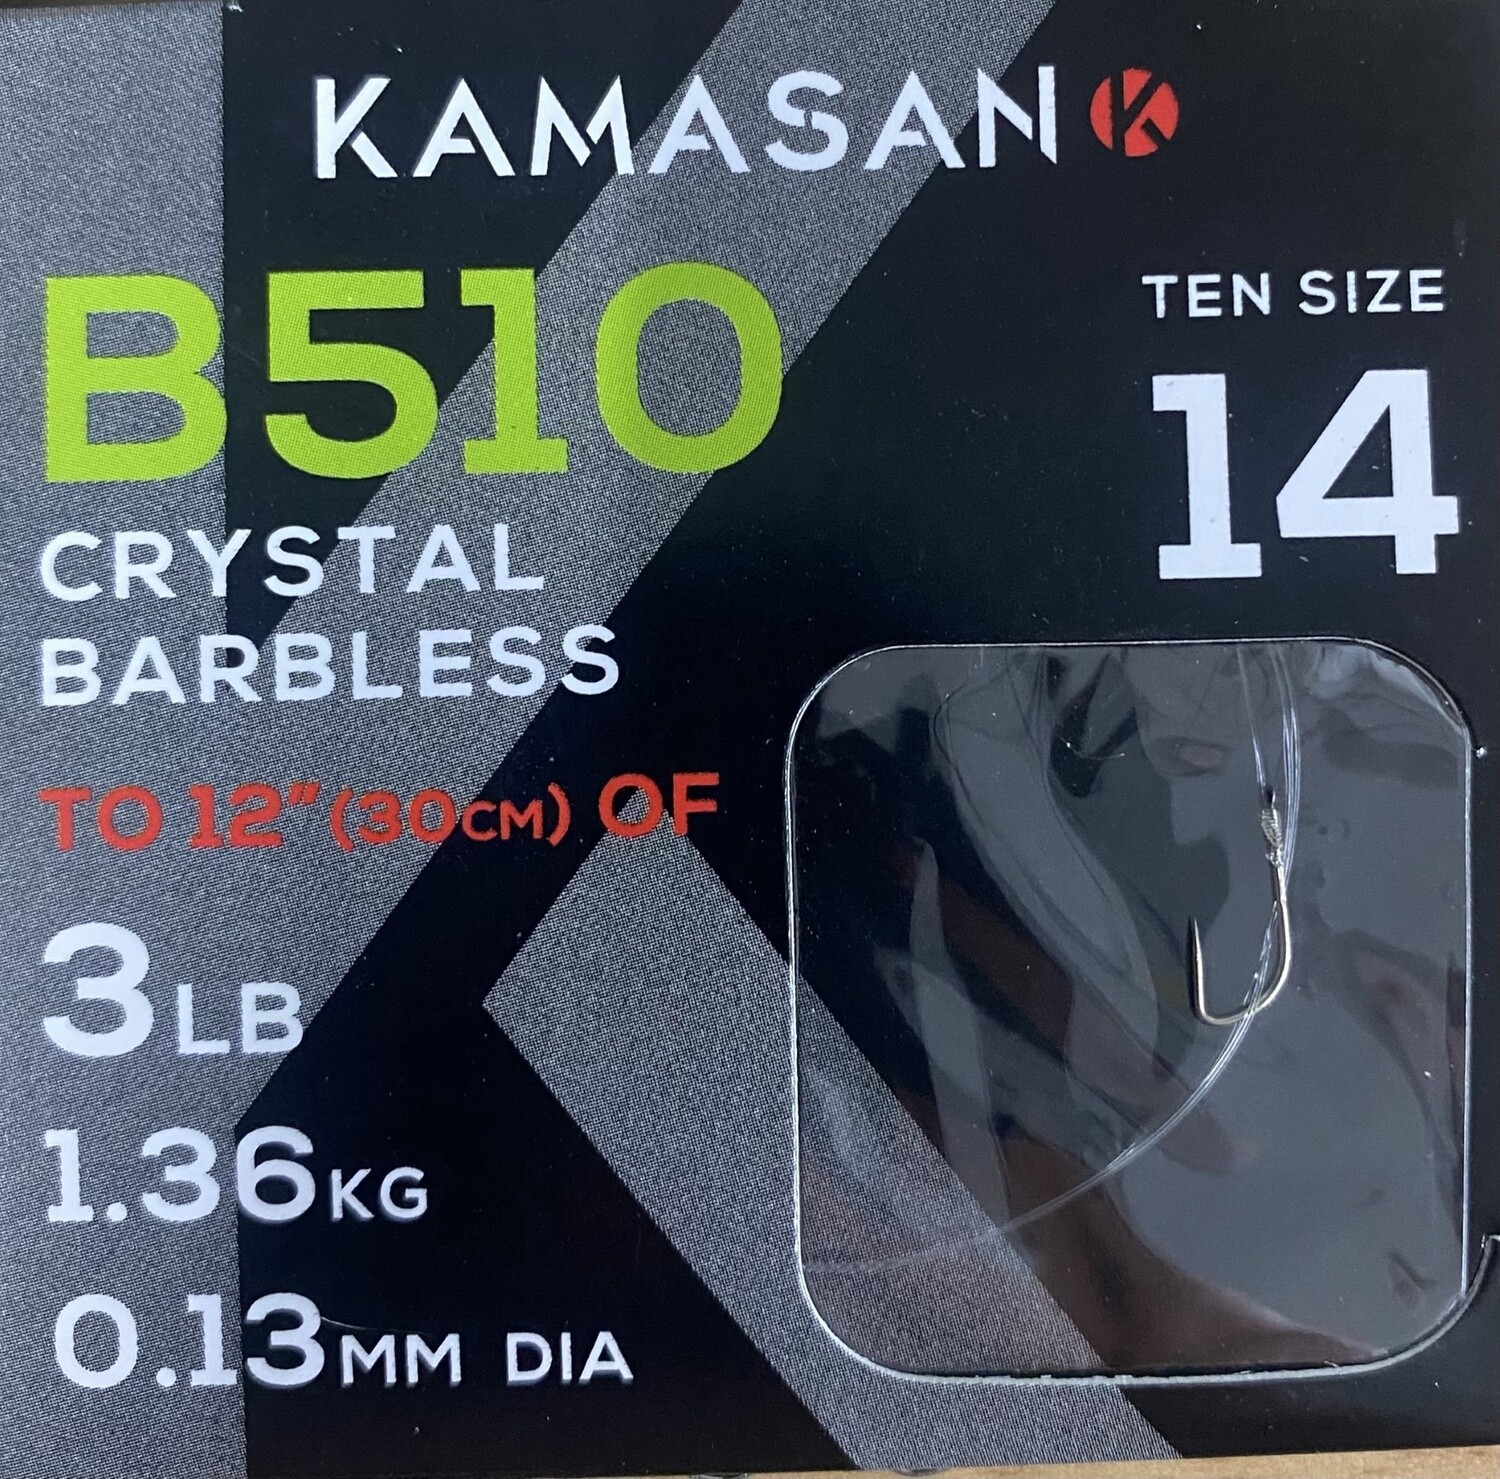 KAMASAN
B510
TEN SIZE
14
CRYSTAL
BARBLESS
TO 12" (30CM) OF
3LB
1.36KG
0.13MM DIA